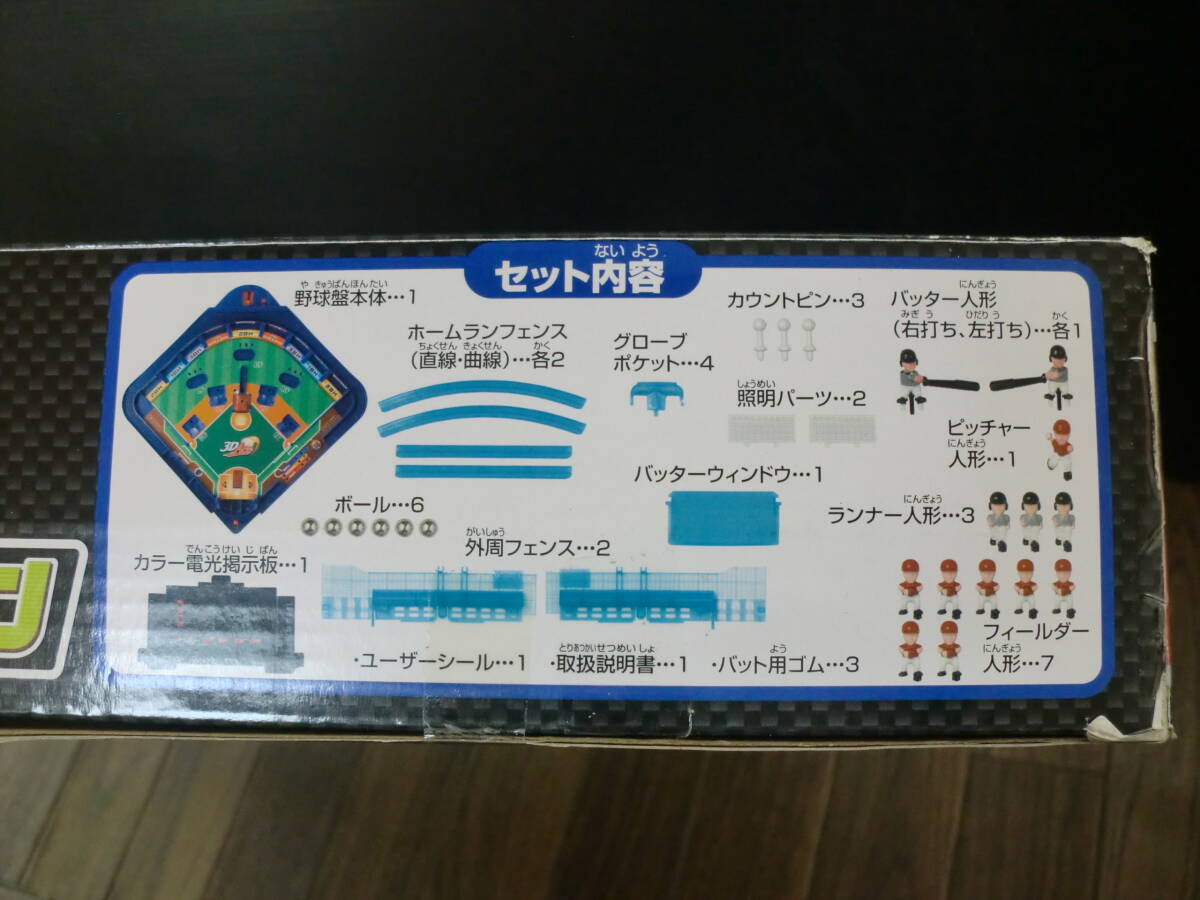 セット内容
ない よう
野球盤本体…1
や きゅうばんほんたい
ホームランフェンス
(直線・曲線)…各2
ちょくせん きょくせん かく
グローブ
ポケット…4
カウントピン…3
バッター人形
にんぎょう
(右打ち、左打ち)…各1
みぎ う ひだり う かく
照明パーツ…2
しょうめい
ピッチャー
人形…1
にんぎょう
バッターウィンドウ…1
ボール…6
ランナー人形…3
にんぎょう
外周フェンス…2
がいしゅう
カラー電光掲示板…1
でんこうけい じ ばん
フィールダー
人形…7
にんぎょう
・ユーザーシール…1
・取扱説明書…1
とりあつかいせつめいしょ
・バット用ゴム…3
よう
3D